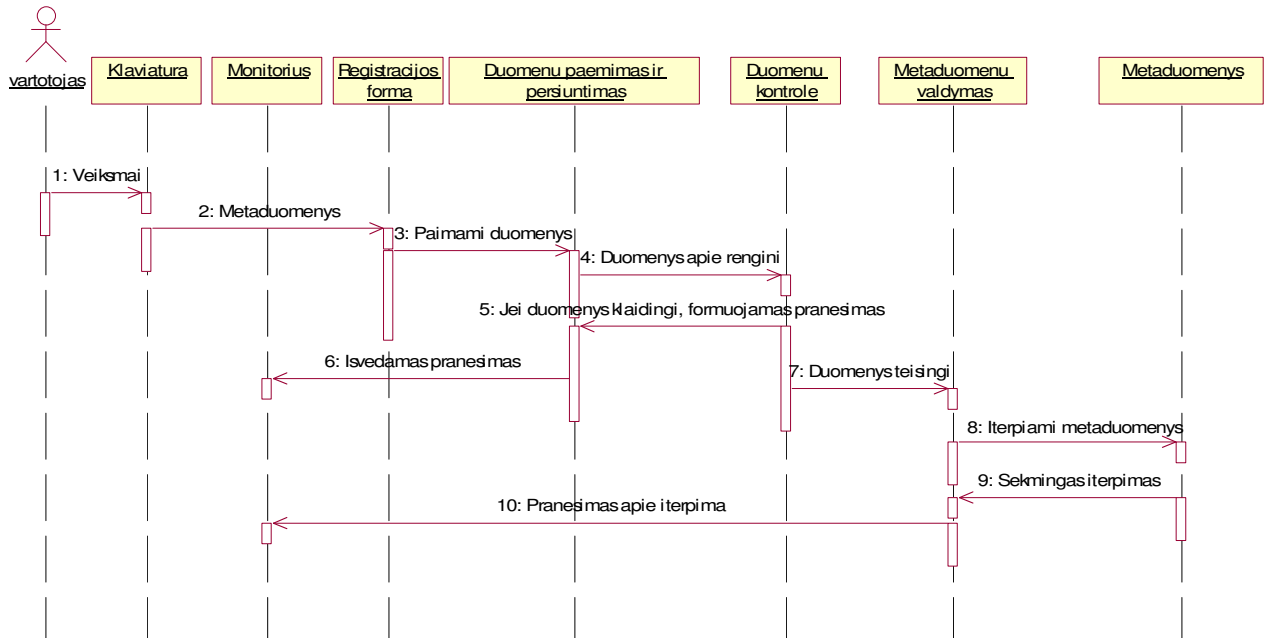 vartotojas
Klaviatura
Monitorius
Registracijos
forma
Duomenu paemimas ir
persiuntimas
Duomenu
kontrole
Metaduomenu
valdymas
Metaduomenys
1: Veiksmai
2: Metaduomenys
3: Paimami duomenys
4: Duomenys apie rengini
5: Jei duomenys klaidingi, formuojamas pranesimas
6: Isvedamas pranesimas
7: Duomenys teisingi
8: Iterpiami metaduomenys
9: Sekmingas iterpimas
10: Pranesimas apie iterpima